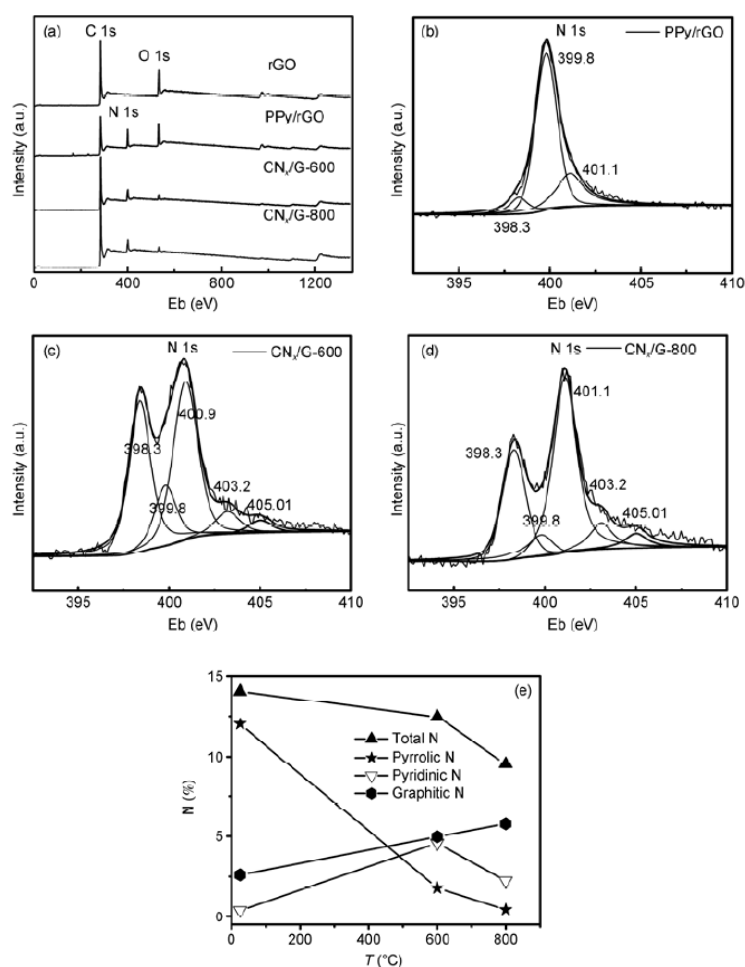 (a)
C 1s
O 1s
rGO
N 1s
PPy/rGO
CNx/G-600
CNx/G-800
Intensity (a.u.)
0 400 800 1200
Eb (eV)
(b)
N 1s
PPy/rGO
399.8
401.1
398.3
Intensity (a.u.)
395 400 405 410
Eb (eV)
(c)
N 1s
CNx/G-600
400.9
398.3
399.8
403.2
405.01
Intensity (a.u.)
395 400 405 410
Eb (eV)
(d)
N 1s
CNx/G-800
401.1
398.3
403.2
399.8
405.01
Intensity (a.u.)
395 400 405 410
Eb (eV)
(e)
15
10
5
0
N (%)
Total N
Pyrrolic N
Pyridinic N
Graphitic N
0 200 400 600 800
T (°C)